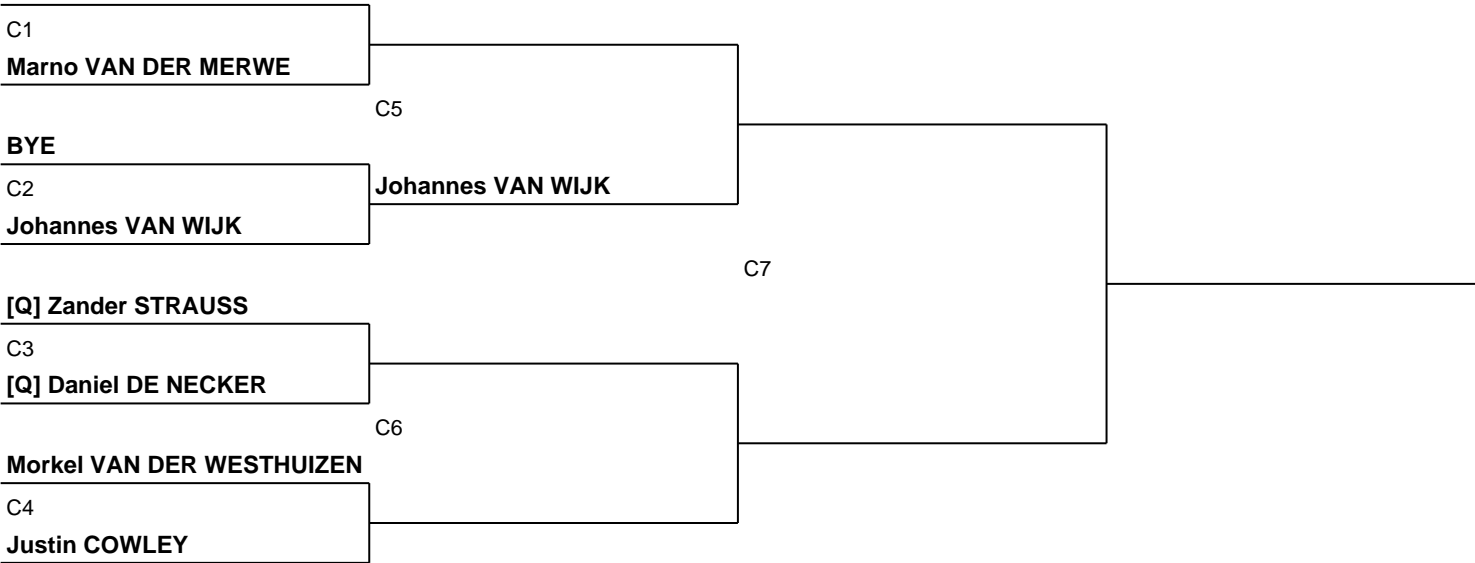 C1
Marno VAN DER MERWE
C5
BYE
C2
Johannes VAN WIJK
Johannes VAN WIJK
C7
[Q] Zander STRAUSS
C3
[Q] Daniel DE NECKER
C6
Morkel VAN DER WESTHUIZEN
C4
Justin COWLEY